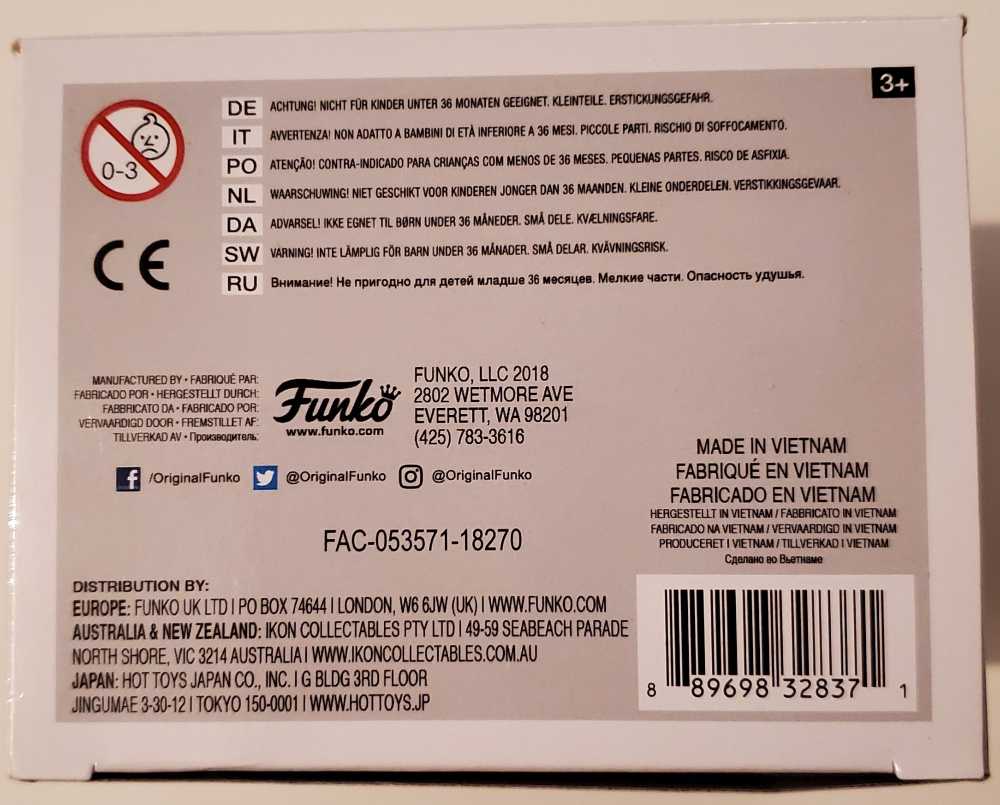 3+
0-3
DE ACHTUNG! NICHT FÜR KINDER UNTER 36 MONATEN GEEIGNET. KLEINTEILE. ERSTICKUNGSGEFAHR.
IT AVVERTENZA! NON ADATTO A BAMBINI DI ETÀ INFERIORE A 36 MESI. PICCOLE PARTI. RISCHIO DI SOFFOCAMENTO.
PO ATENÇÃO! CONTRA-INDICADO PARA CRIANÇAS COM MENOS DE 36 MESES. PEQUENAS PARTES. RISCO DE ASFIXIA.
NL WAARSCHUWING! NIET GESCHIKT VOOR KINDEREN JONGER DAN 36 MAANDEN. KLEINE ONDERDELEN. VERSTIKKINGSGEVAAR.
DA ADVARSEL! IKKE EGNET TIL BØRN UNDER 36 MÅNEDER. SMÅ DELE. KVÆLNINGSFARE.
SW VARNING! INTE LÄMPLIG FÖR BARN UNDER 36 MÅNADER. SMÅ DELAR. KVÄVNINGSRISK.
RU Внимание! Не пригодно для детей младше 36 месяцев. Мелкие части. Опасность удушья.
CE
MANUFACTURED BY • FABRIQUÉ PAR:
FABRICADO POR • HERGESTELLT DURCH:
FABBRICATO DA • FABRICADO POR:
VERVAARDIGD DOOR • FREMSTILLET AF:
TILLVERKAD AV • Производитель:
Funko
www.funko.com
FUNKO, LLC 2018
2802 WETMORE AVE
EVERETT, WA 98201
(425) 783-3616
/OriginalFunko @OriginalFunko @OriginalFunko
FAC-053571-18270
MADE IN VIETNAM
FABRIQUÉ EN VIETNAM
FABRICADO EN VIETNAM
HERGESTELLT IN VIETNAM / FABBRICATO IN VIETNAM
FABRICADO NA VIETNAM / VERVAARDIGD IN VIETNAM
PRODUCERET I VIETNAM / TILLVERKAD I VIETNAM
Сделано во Вьетнаме
DISTRIBUTION BY:
EUROPE: FUNKO UK LTD | PO BOX 74644 | LONDON, W6 6JW (UK) | WWW.FUNKO.COM
AUSTRALIA & NEW ZEALAND: IKON COLLECTABLES PTY LTD | 49-59 SEABEACH PARADE
NORTH SHORE, VIC 3214 AUSTRALIA | WWW.IKONCOLLECTABLES.COM.AU
JAPAN: HOT TOYS JAPAN CO., INC. | G BLDG 3RD FLOOR
JINGUMAE 3-30-12 | TOKYO 150-0001 | WWW.HOTTOYS.JP
8 89698 32837 1